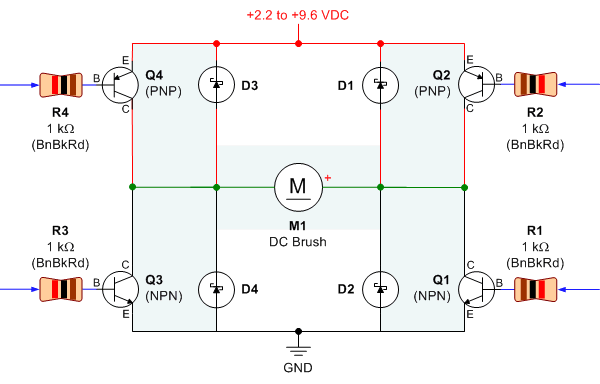 +2.2 to +9.6 VDC
E
Q4
(PNP)
B
C
R4
1 kΩ
(BnBkRd)
D3
D1
E
Q2
(PNP)
B
C
R2
1 kΩ
(BnBkRd)
M
+
M1
DC Brush
R3
1 kΩ
(BnBkRd)
C
Q3
(NPN)
B
E
D4
D2
C
Q1
(NPN)
B
E
R1
1 kΩ
(BnBkRd)
GND